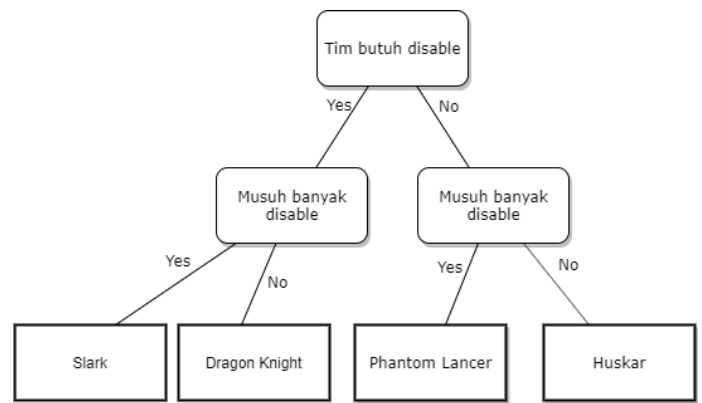 Tim butuh disable
Yes
No
Musuh banyak
disable
Musuh banyak
disable
Yes
No
Yes
No
Slark
Dragon Knight
Phantom Lancer
Huskar